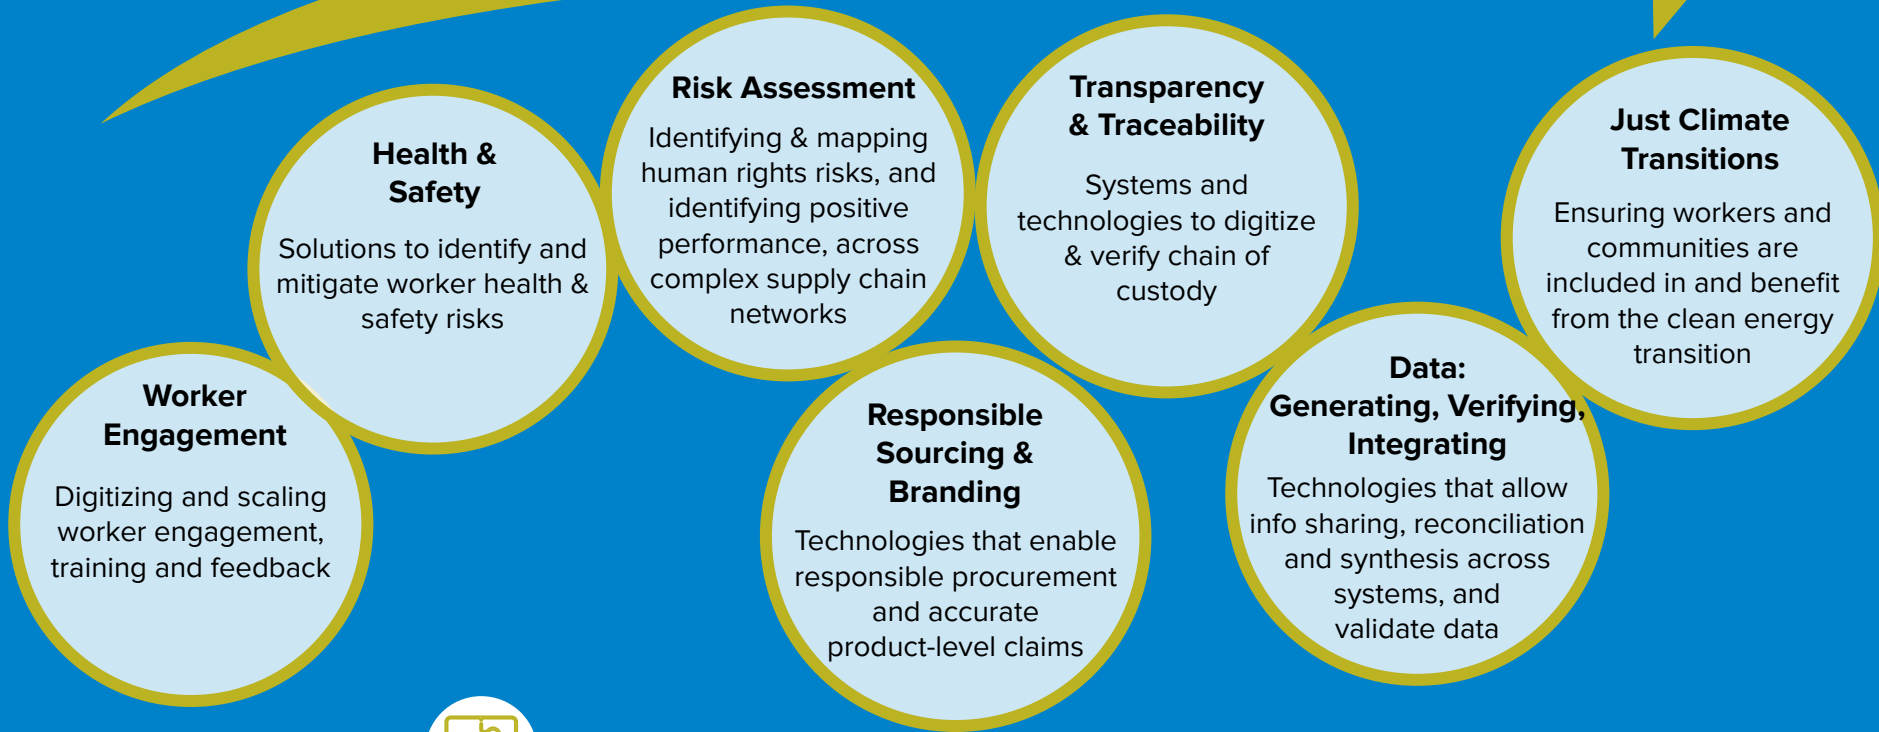 Worker
Engagement
Digitizing and scaling
worker engagement,
training and feedback
Health &
Safety
Solutions to identify and
mitigate worker health &
safety risks
Risk Assessment
Identifying & mapping
human rights risks, and
identifying positive
performance, across
complex supply chain
networks
Responsible
Sourcing &
Branding
Technologies that enable
responsible procurement
and accurate
product-level claims
Transparency
& Traceability
Systems and
technologies to digitize
& verify chain of
custody
Data:
Generating, Verifying,
Integrating
Technologies that allow
info sharing, reconciliation
and synthesis across
systems, and
validate data
Just Climate
Transitions
Ensuring workers and
communities are
included in and benefit
from the clean energy
transition